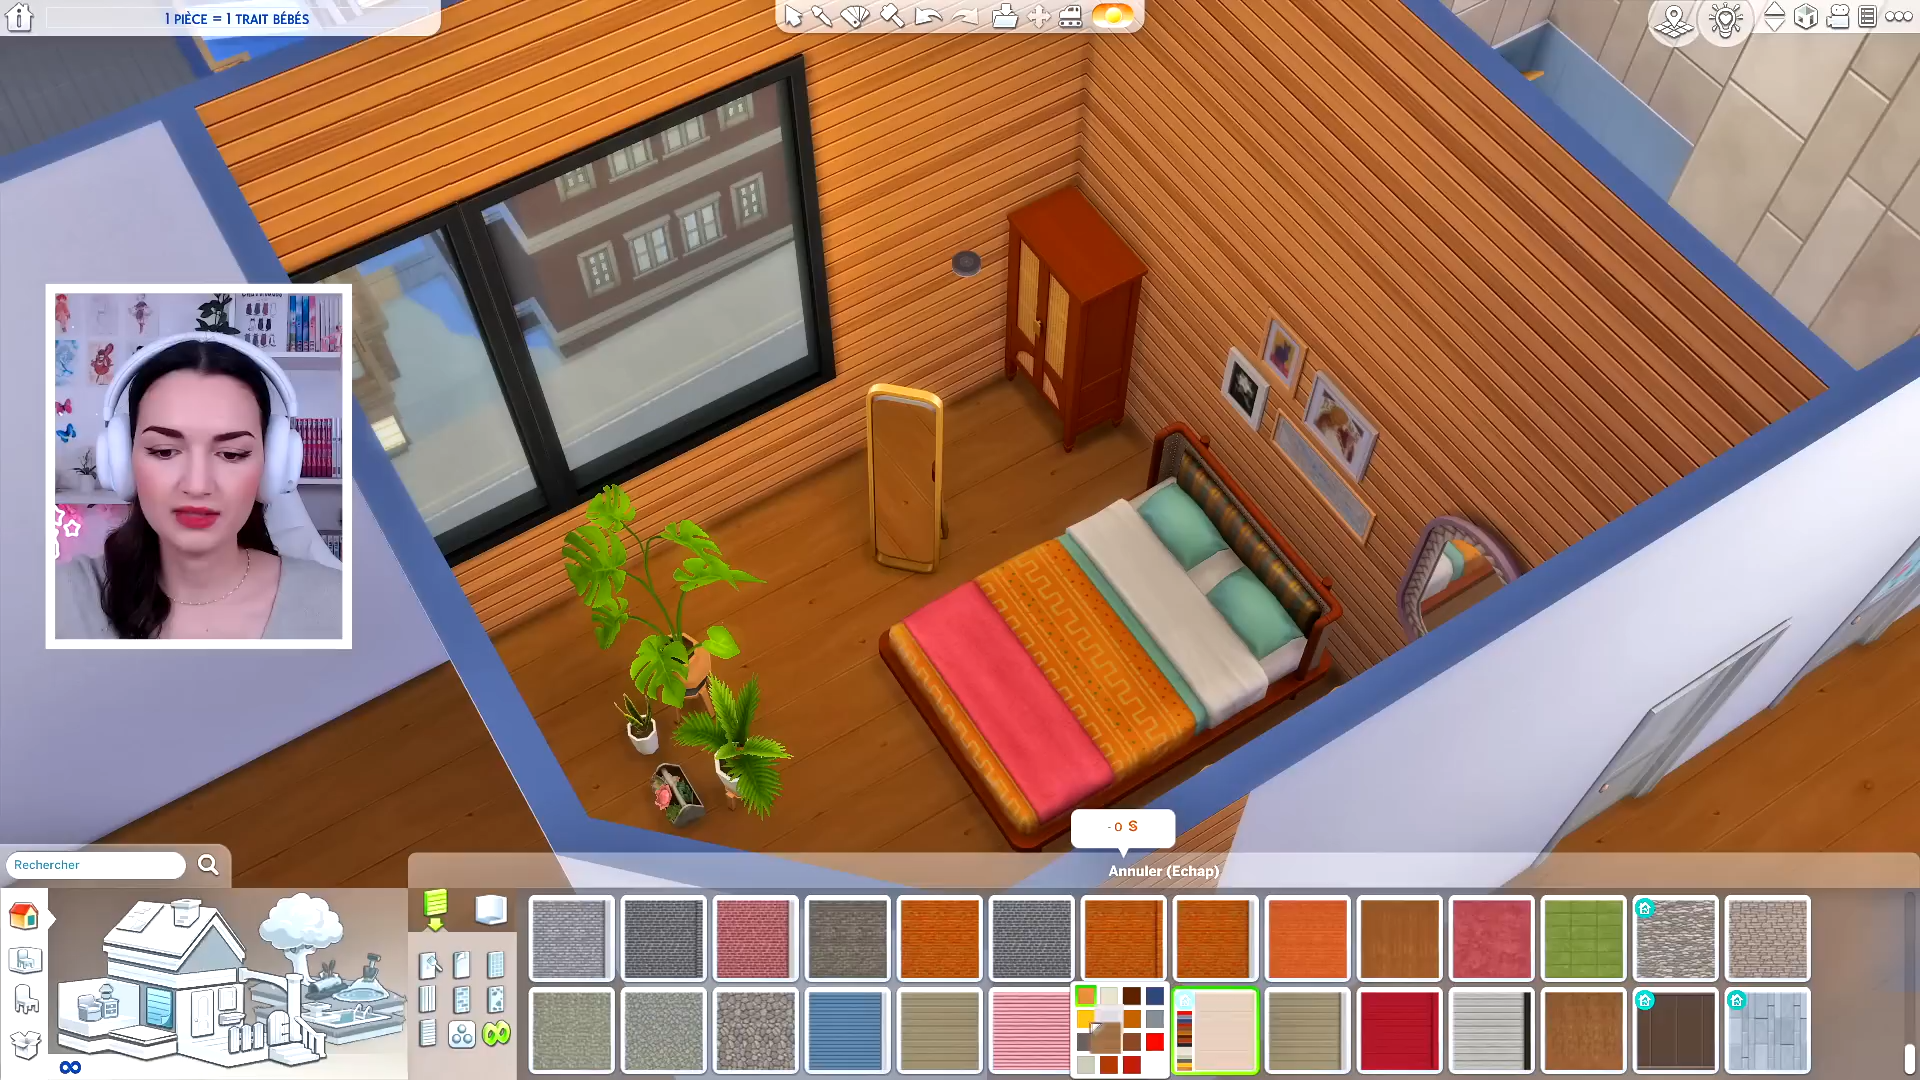 1 PIÈCE = 1 TRAIT BÉBÉS
-0 §
Annuler (Echap)
Rechercher